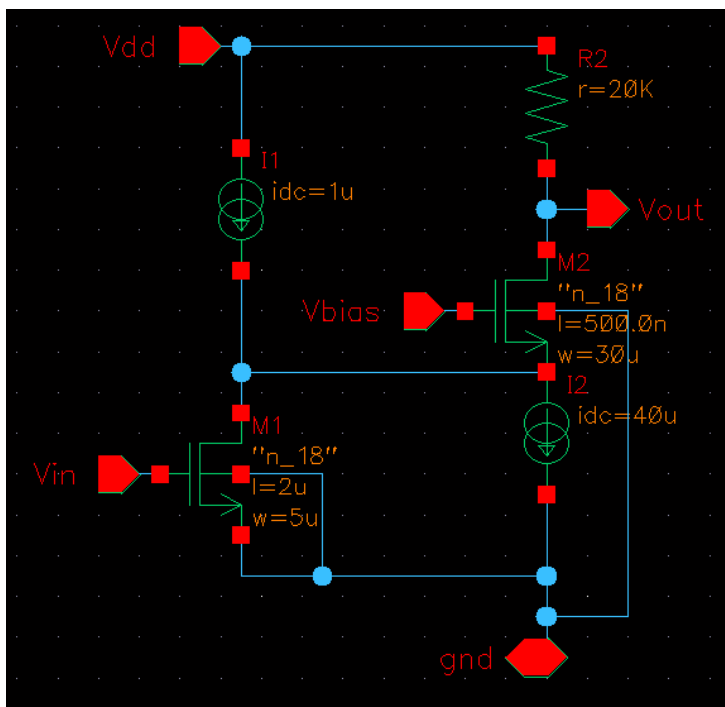 Vdd
R2
r=20K
I1
idc=1u
Vout
M2
"n_18"
Vbias
l=500.0n
w=30u
I2
idc=40u
M1
"n_18"
Vin
l=2u
w=5u
gnd